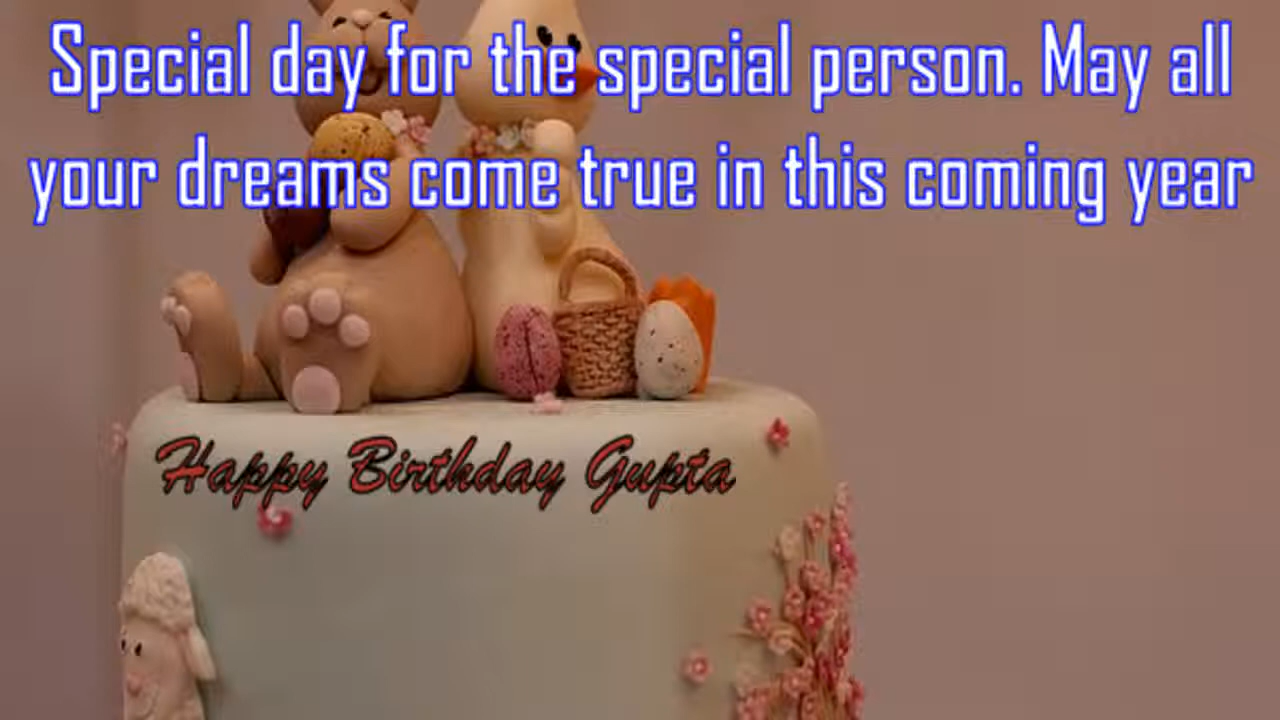 Special day for the special person. May all
your dreams come true in this coming year
Happy Birthday Gupta